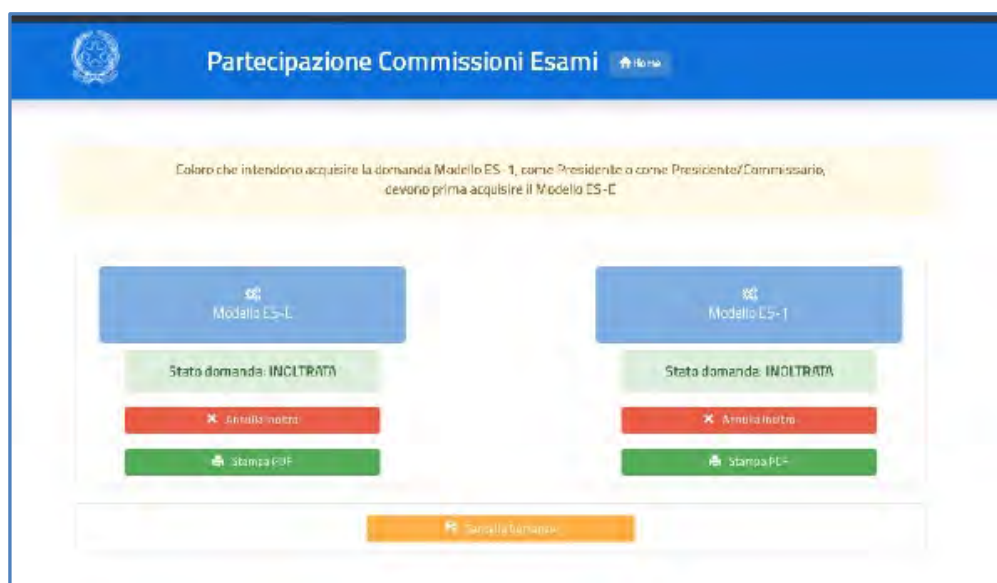 Partecipazione Commissioni Esami Home
Coloro che intendono acquisire la domanda Modello ES-1, come Presidente o come Presidente/Commissario,
devono prima acquisire il Modello ES-E
Modello ES-E
Modello ES-1
Stato domanda: INOLTRATA
Stato domanda: INOLTRATA
Annulla inoltro
Annulla inoltro
Stampa PDF
Stampa PDF